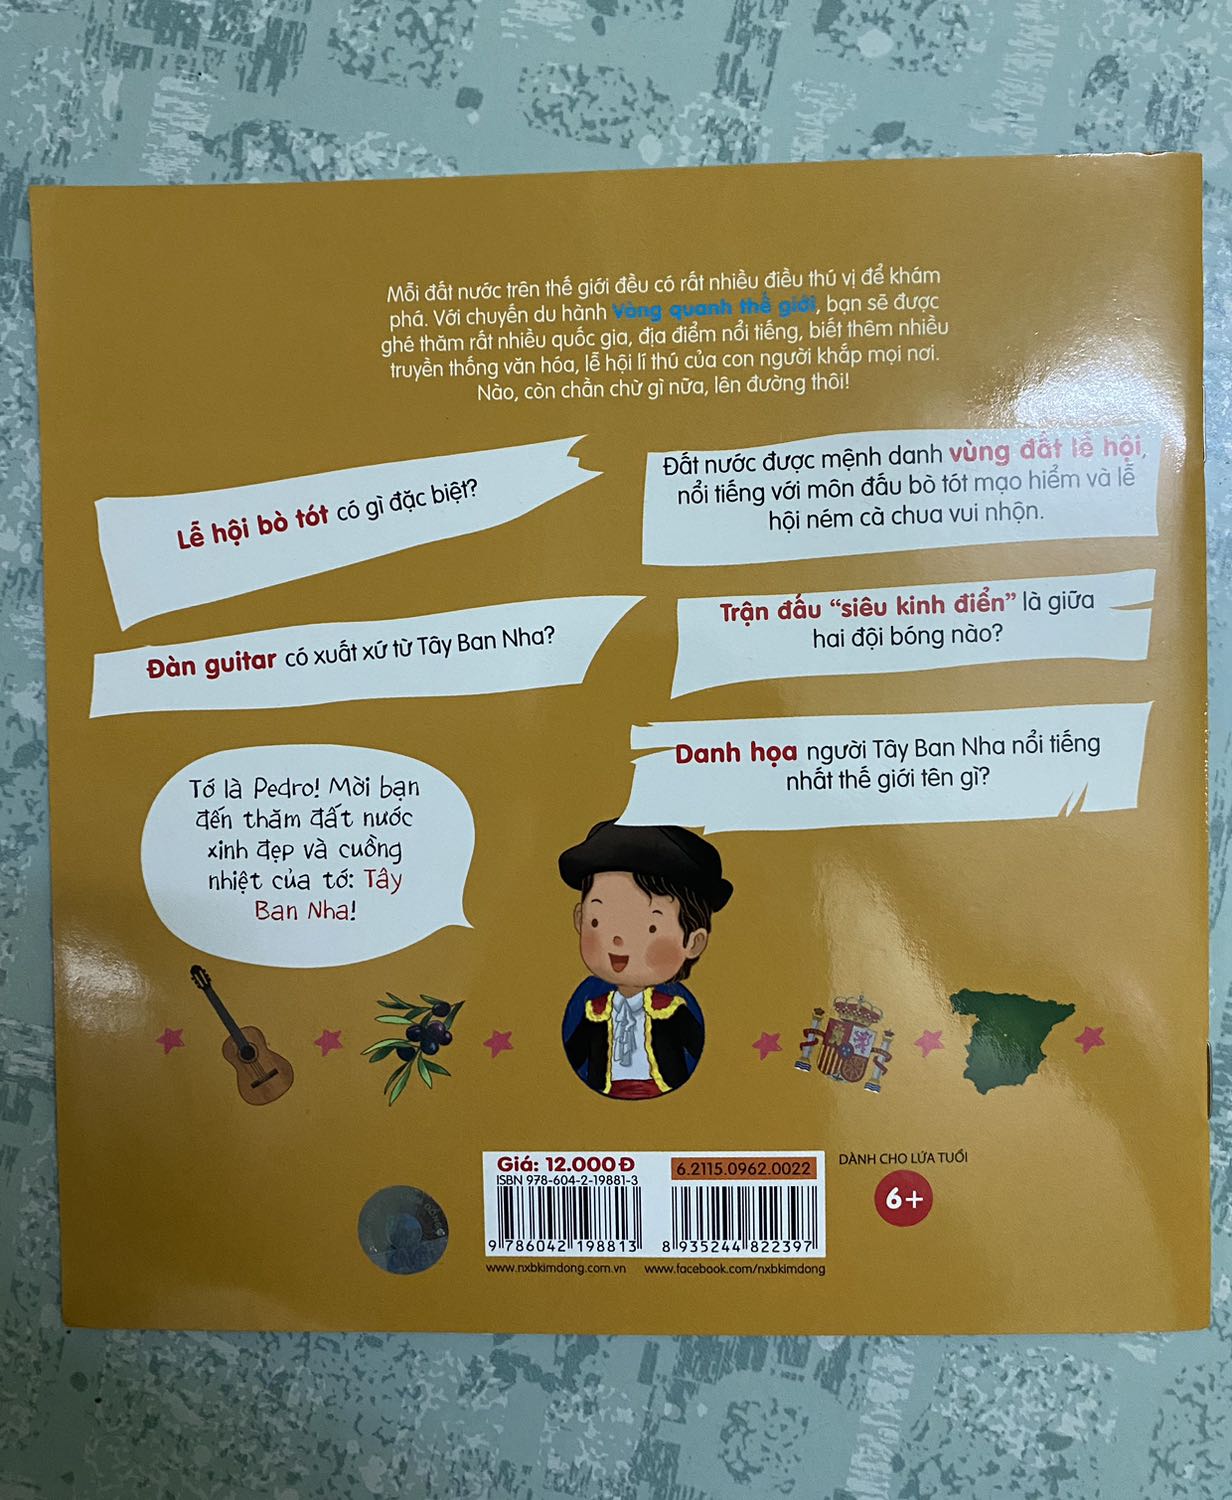 Mỗi đất nước trên thế giới đều có rất nhiều điều thú vị để khám
phá. Với chuyến du hành Vòng quanh thế giới, bạn sẽ được
ghé thăm rất nhiều quốc gia, địa điểm nổi tiếng, biết thêm nhiều
truyền thống văn hóa, lễ hội lí thú của con người khắp mọi nơi.
Nào, còn chần chừ gì nữa, lên đường thôi!
Lễ hội bò tót có gì đặc biệt?
Đất nước được mệnh danh vùng đất lễ hội,
nổi tiếng với môn đấu bò tót mạo hiểm và lễ
hội ném cà chua vui nhộn.
Đàn guitar có xuất xứ từ Tây Ban Nha?
Trận đấu “siêu kinh điển” là giữa
hai đội bóng nào?
Danh họa người Tây Ban Nha nổi tiếng
nhất thế giới tên gì?
Tớ là Pedro! Mời bạn
đến thăm đất nước
xinh đẹp và cuồng
nhiệt của tớ: Tây
Ban Nha!
Giá: 12.000 Đ
ISBN 978-604-2-19881-3
9 786042 198813
6.2115.0962.0022
8 935244 822397
DÀNH CHO LỨA TUỔI
6+
www.nxbkimdong.com.vn
www.facebook.com/nxbkimdong